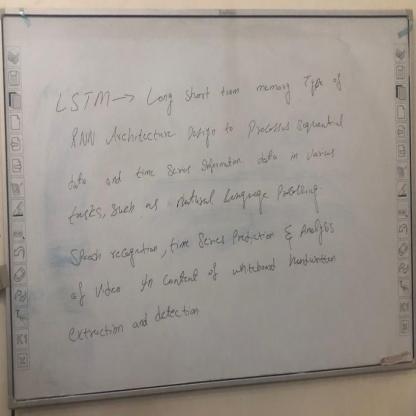 LSTM → Long short term memory Type of
RNN Architecture Design to Processes Sequential
data and time Series Information data in various
tasks, such as Natural Language Processing.
Speech recognition, time Series Prediction & Analysis
of Video In context of whiteboard handwritten
extraction and detection